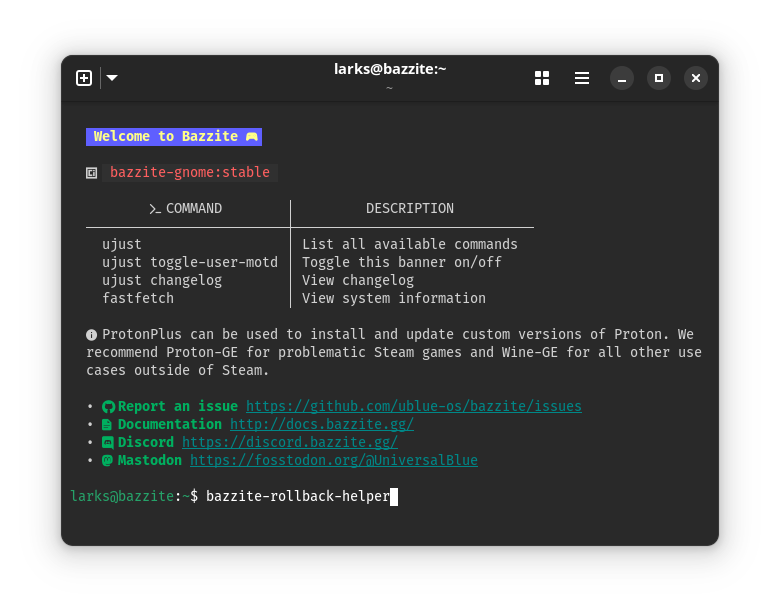 larks@bazzite:~
~
Welcome to Bazzite
bazzite-gnome:stable
COMMAND DESCRIPTION
ujust List all available commands
ujust toggle-user-motd Toggle this banner on/off
ujust changelog View changelog
fastfetch View system information
ProtonPlus can be used to install and update custom versions of Proton. We
recommend Proton-GE for problematic Steam games and Wine-GE for all other use
cases outside of Steam.
• Report an issue https://github.com/ublue-os/bazzite/issues
• Documentation http://docs.bazzite.gg/
• Discord https://discord.bazzite.gg/
• Mastodon https://fosstodon.org/@UniversalBlue
larks@bazzite:~$ bazzite-rollback-helper